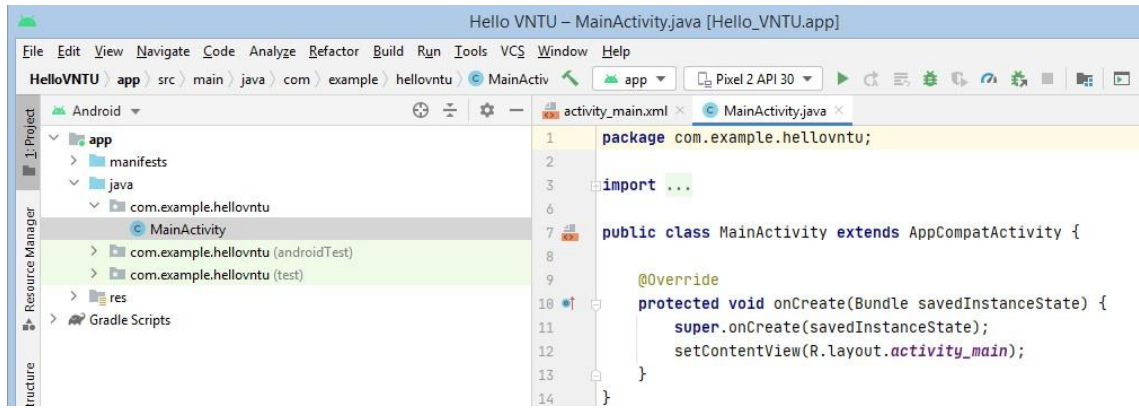 Hello VNTU – MainActivity.java [Hello_VNTU.app]
File Edit View Navigate Code Analyze Refactor Build Run Tools VCS Window Help
HelloVNTU app src main java com example hellovntu C MainActiv app Pixel 2 API 30
1: Project
Android
activity_main.xml
C MainActivity.java
app
manifests
java
com.example.hellovntu
C MainActivity
com.example.hellovntu (androidTest)
com.example.hellovntu (test)
res
Gradle Scripts
Resource Manager
1 package com.example.hellovntu;
2
3 import ...
6
7 public class MainActivity extends AppCompatActivity {
8
9 @Override
10 protected void onCreate(Bundle savedInstanceState) {
11 super.onCreate(savedInstanceState);
12 setContentView(R.layout.activity_main);
13 }
14 }